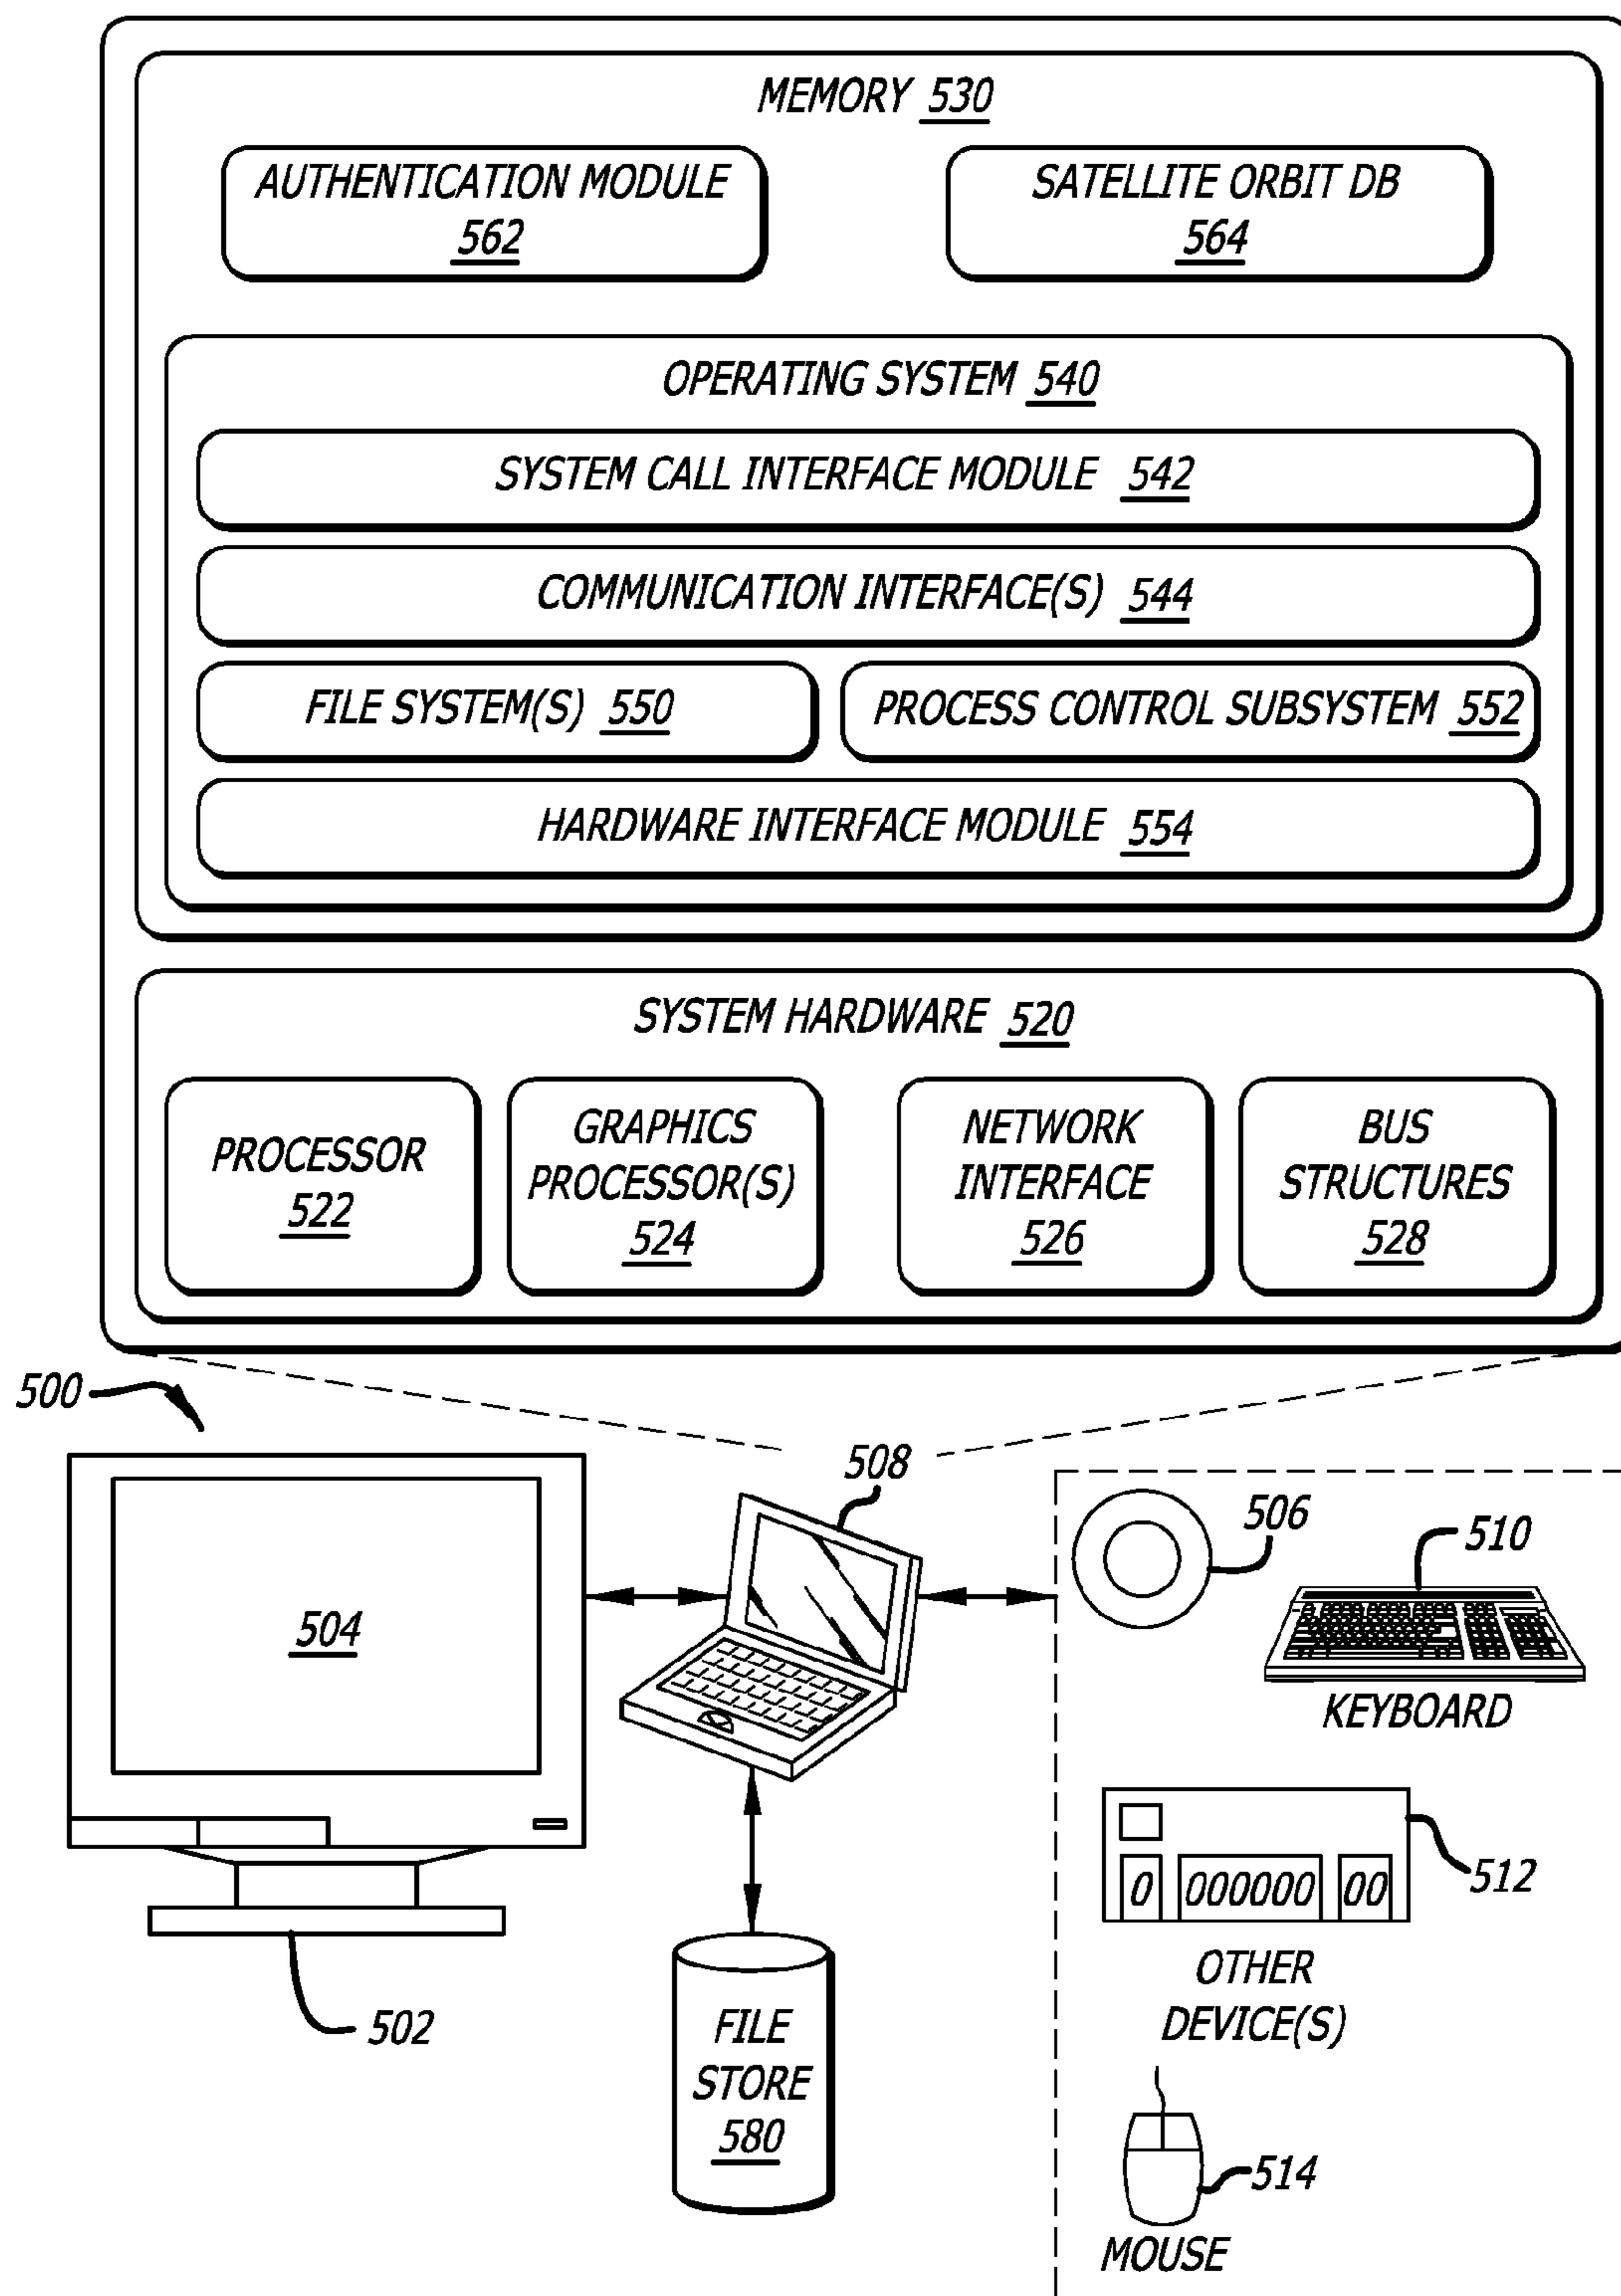 MEMORY 530
AUTHENTICATION MODULE
562
SATELLITE ORBIT DB
564
OPERATING SYSTEM 540
SYSTEM CALL INTERFACE MODULE 542
COMMUNICATION INTERFACE(S) 544
FILE SYSTEM(S) 550
PROCESS CONTROL SUBSYSTEM 552
HARDWARE INTERFACE MODULE 554
SYSTEM HARDWARE 520
PROCESSOR
522
GRAPHICS
PROCESSOR(S)
524
NETWORK
INTERFACE
526
BUS
STRUCTURES
528
500
508
506
510
504
KEYBOARD
0 000000 00
512
OTHER
DEVICE(S)
502
FILE
STORE
580
514
MOUSE